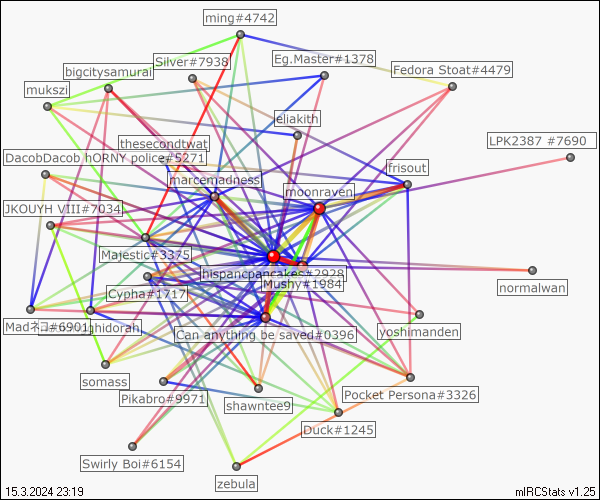 ming#4742
Silver#7938
Eg.Master#1378
bigcitysamurai
Fedora Stoat#4479
mukszi
eliakith
thesecondtwat
LPK2387 #7690
DacobDacob hORNY police#5271
frisout
marcemadness
moonraven
JKOUYH VIII#7034
Majestic#3375
hispancpancakes#2928
Mushy#1984
normalwan
Cypha#1717
Madネコ#6901
ghidorah
Can anything be saved#0396
yoshimanden
somass
Pikabro#9971
shawntee9
Pocket Persona#3326
Duck#1245
Swirly Boi#6154
zebula
15.3.2024 23:19
mIRCStats v1.25